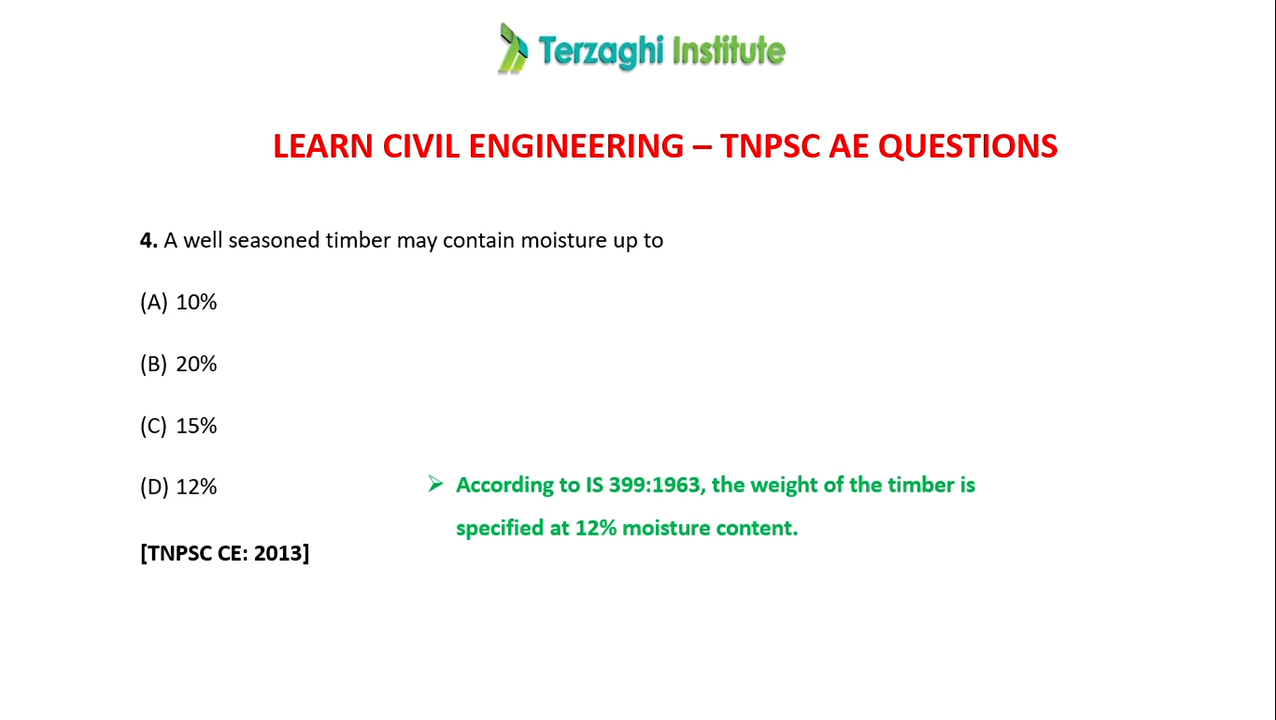 Terzaghi Institute
LEARN CIVIL ENGINEERING – TNPSC AE QUESTIONS
4. A well seasoned timber may contain moisture up to
(A) 10%
(B) 20%
(C) 15%
(D) 12%
➢ According to IS 399:1963, the weight of the timber is
specified at 12% moisture content.
[TNPSC CE: 2013]